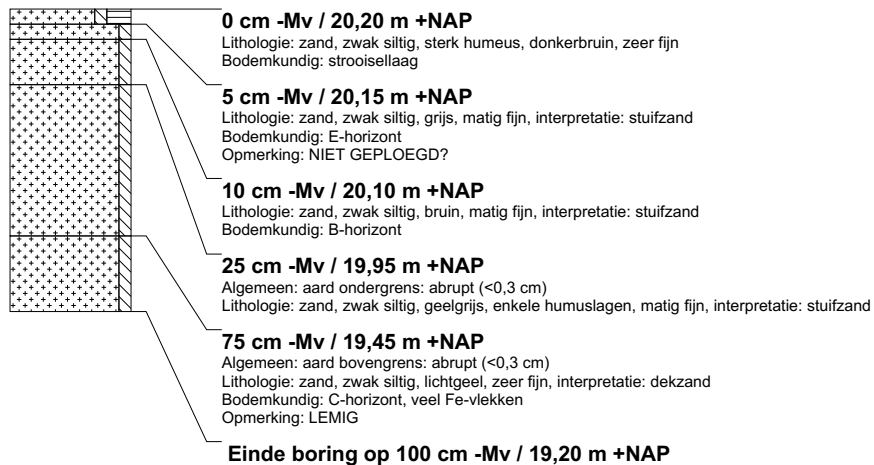 0 cm -Mv / 20,20 m +NAP
Lithologie: zand, zwak siltig, sterk humeus, donkerbruin, zeer fijn
Bodemkundig: strooisellaag
5 cm -Mv / 20,15 m +NAP
Lithologie: zand, zwak siltig, grijs, matig fijn, interpretatie: stuifzand
Bodemkundig: E-horizont
Opmerking: NIET GEPLOEGD?
10 cm -Mv / 20,10 m +NAP
Lithologie: zand, zwak siltig, bruin, matig fijn, interpretatie: stuifzand
Bodemkundig: B-horizont
25 cm -Mv / 19,95 m +NAP
Algemeen: aard ondergrens: abrupt (<0,3 cm)
Lithologie: zand, zwak siltig, geelgrijs, enkele humuslagen, matig fijn, interpretatie: stuifzand
75 cm -Mv / 19,45 m +NAP
Algemeen: aard bovengrens: abrupt (<0,3 cm)
Lithologie: zand, zwak siltig, lichtgeel, zeer fijn, interpretatie: dekzand
Bodemkundig: C-horizont, veel Fe-vlekken
Opmerking: LEMIG
Einde boring op 100 cm -Mv / 19,20 m +NAP